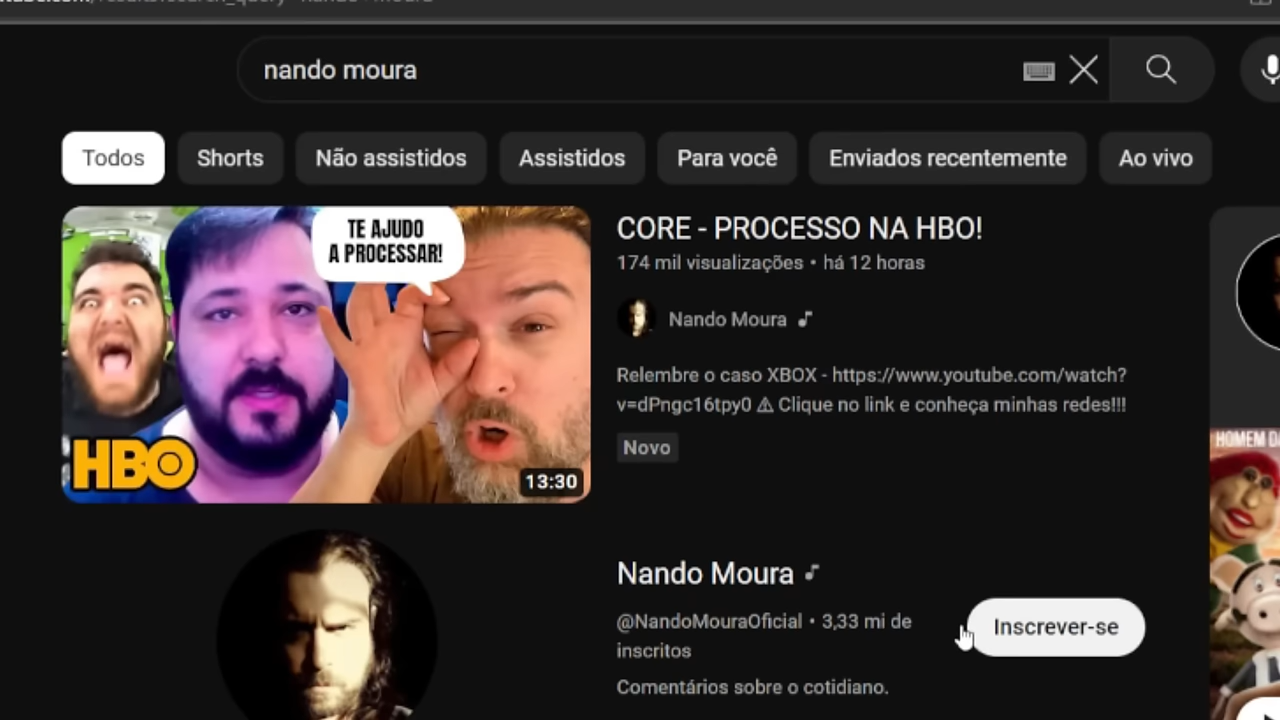 nando moura
Todos
Shorts
Não assistidos
Assistidos
Para você
Enviados recentemente
Ao vivo
TE AJUDO
A PROCESSAR!
HBO
13:30
CORE - PROCESSO NA HBO!
174 mil visualizações • há 12 horas
Nando Moura
Relembre o caso XBOX - https://www.youtube.com/watch?
v=dPngc16tpy0 ⚠ Clique no link e conheça minhas redes!!!
Novo
HOMEM DA
Nando Moura
@NandoMouraOficial • 3,33 mi de
inscritos
Comentários sobre o cotidiano.
Inscrever-se